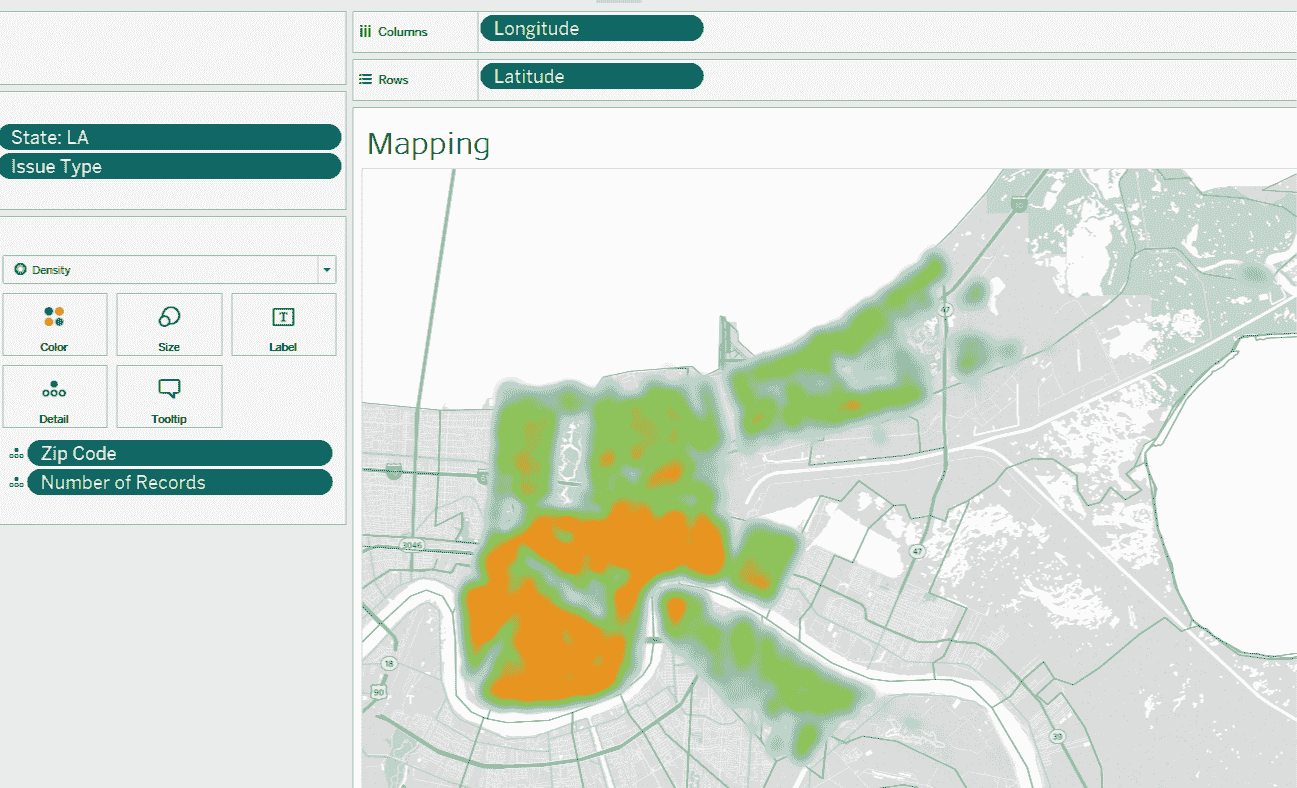 Columns
Longitude
Rows
Latitude
State: LA
Issue Type
Mapping
Density
Color
Size
Label
Detail
Tooltip
Zip Code
Number of Records
47
3046
47
18
90
39